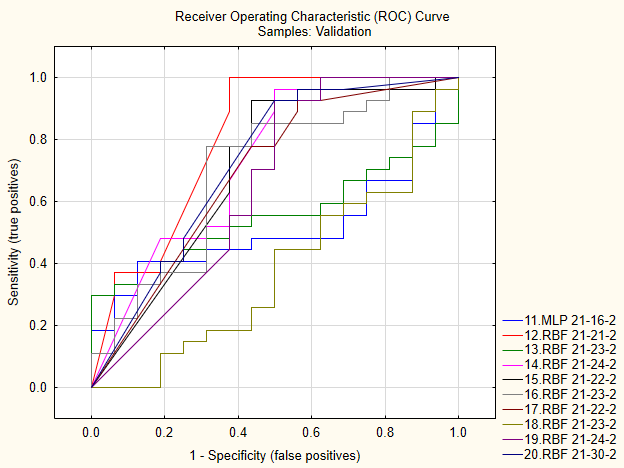 Receiver Operating Characteristic (ROC) Curve
Samples: Validation
Sensitivity (true positives)
1.0
0.8
0.6
0.4
0.2
0.0
0.0 0.2 0.4 0.6 0.8 1.0
1 - Specificity (false positives)
11.MLP 21-16-2
12.RBF 21-21-2
13.RBF 21-23-2
14.RBF 21-24-2
15.RBF 21-22-2
16.RBF 21-23-2
17.RBF 21-22-2
18.RBF 21-23-2
19.RBF 21-24-2
20.RBF 21-30-2